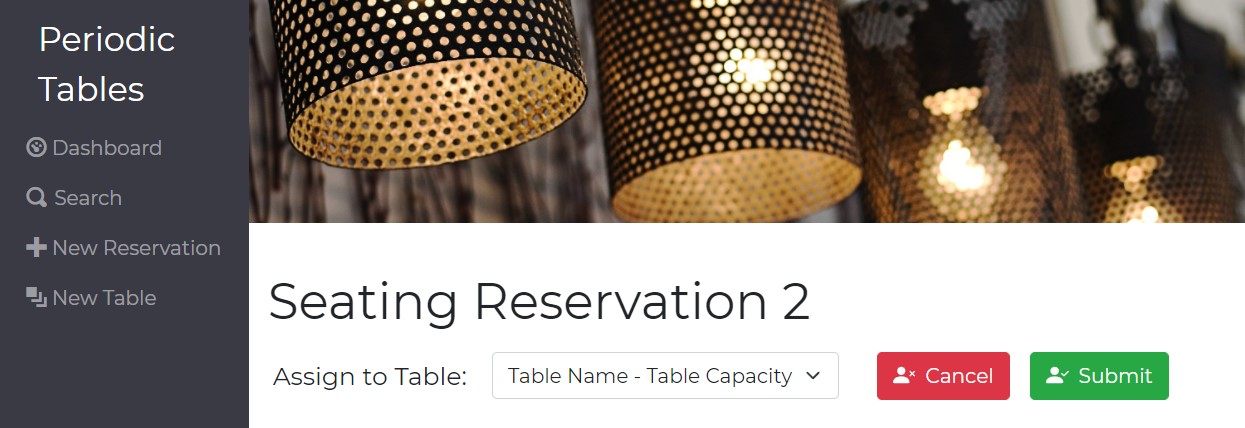 Periodic
Tables
Dashboard
Search
New Reservation
New Table
Seating Reservation 2
Assign to Table:
Table Name - Table Capacity
Cancel
Submit